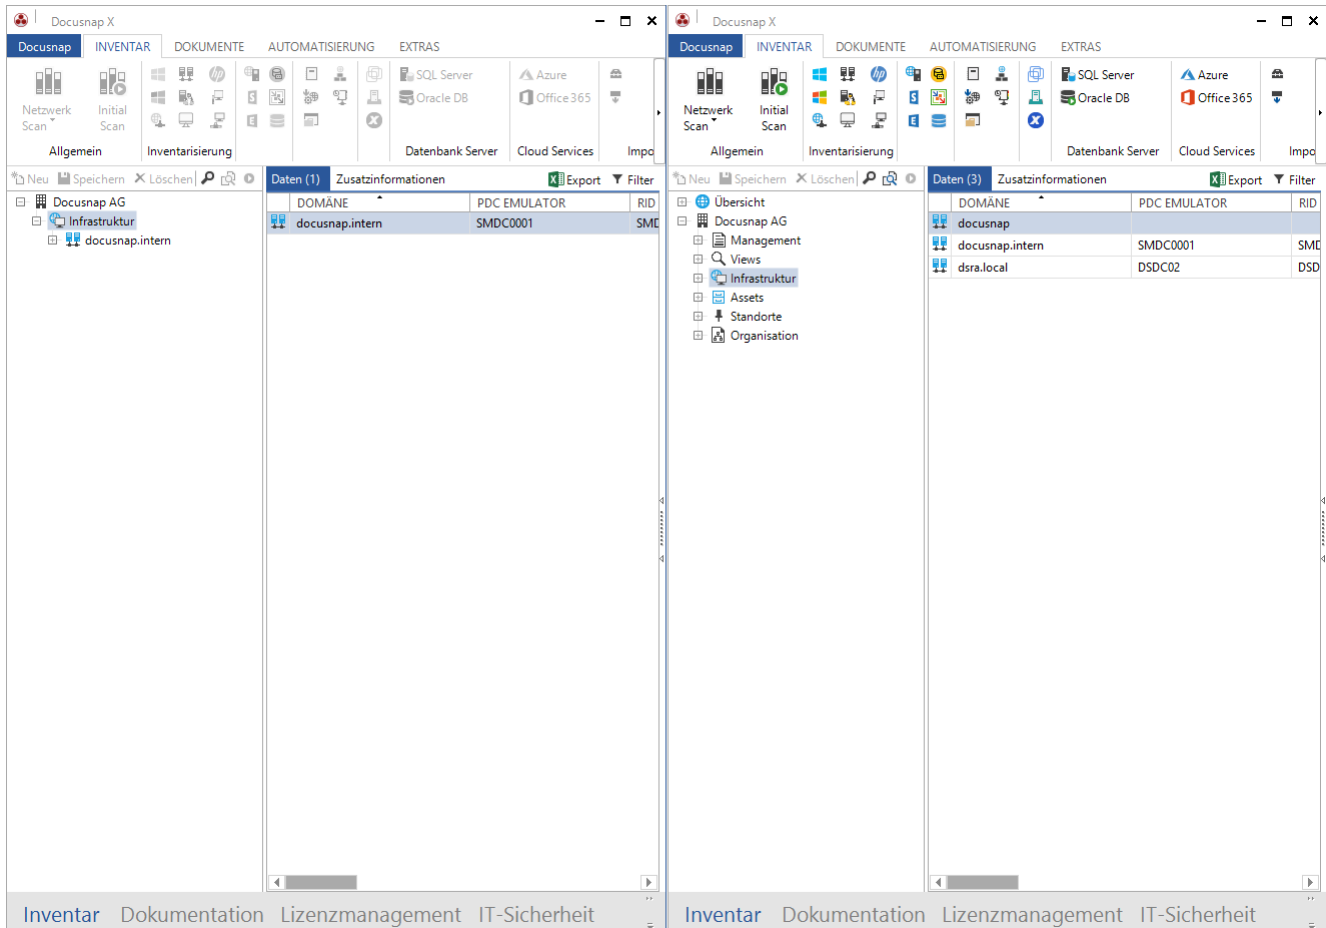 Docusnap X
Docusnap INVENTAR DOKUMENTE AUTOMATISIERUNG EXTRAS
SQL Server Azure
Netzwerk Initial Oracle DB Office 365
Scan Scan
Allgemein Inventarisierung Datenbank Server Cloud Services Impo
Neu Speichern Löschen Daten (1) Zusatzinformationen Export Filter
Docusnap AG DOMÄNE PDC EMULATOR RID
Infrastruktur docusnap.intern SMDC0001 SMD
docusnap.intern
Inventar Dokumentation Lizenzmanagement IT-Sicherheit
Docusnap X
Docusnap INVENTAR DOKUMENTE AUTOMATISIERUNG EXTRAS
SQL Server Azure
Netzwerk Initial Oracle DB Office 365
Scan Scan
Allgemein Inventarisierung Datenbank Server Cloud Services Impo
Neu Speichern Löschen Daten (3) Zusatzinformationen Export Filter
Übersicht DOMÄNE PDC EMULATOR RID
Docusnap AG docusnap
Management docusnap.intern SMDC0001 SMD
Views dsra.local DSDC02 DSD
Infrastruktur
Assets
Standorte
Organisation
Inventar Dokumentation Lizenzmanagement IT-Sicherheit